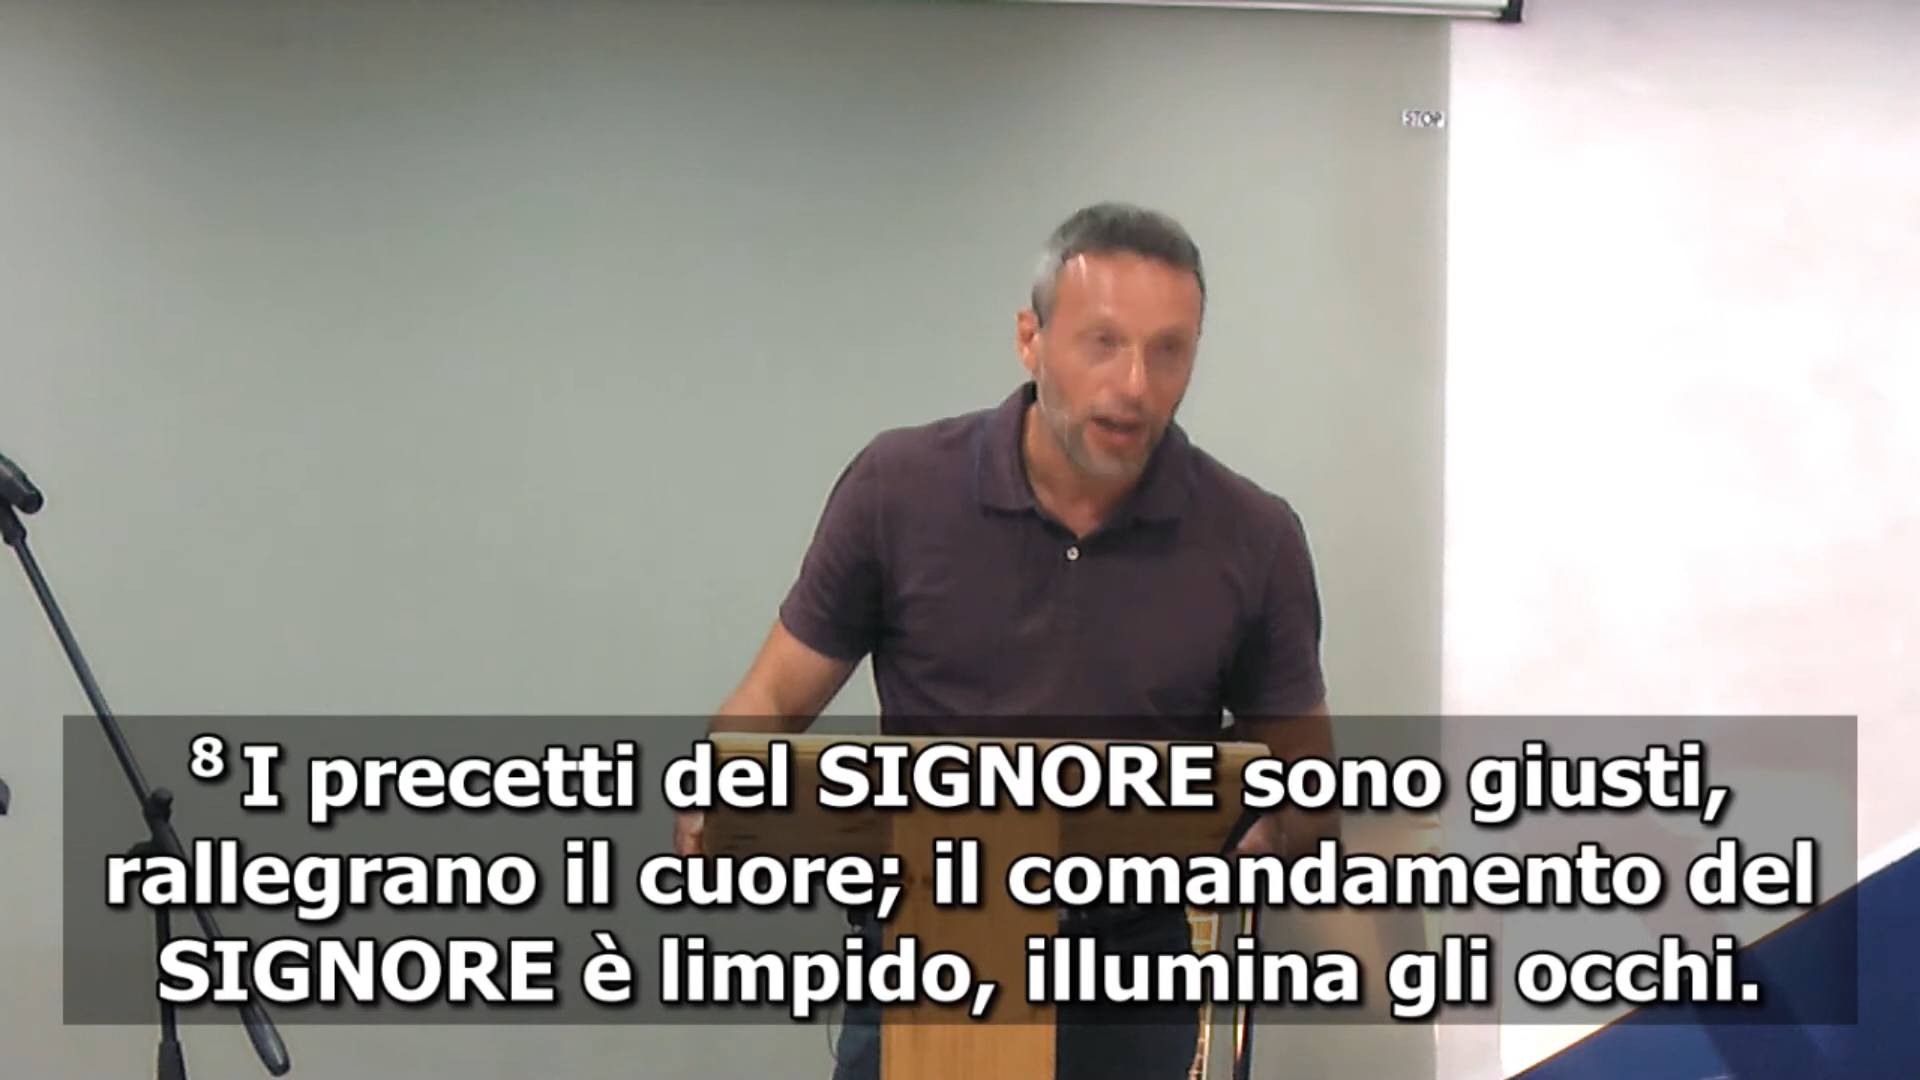 STOP
8 I precetti del SIGNORE sono giusti,
rallegrano il cuore; il comandamento del
SIGNORE è limpido, illumina gli occhi.